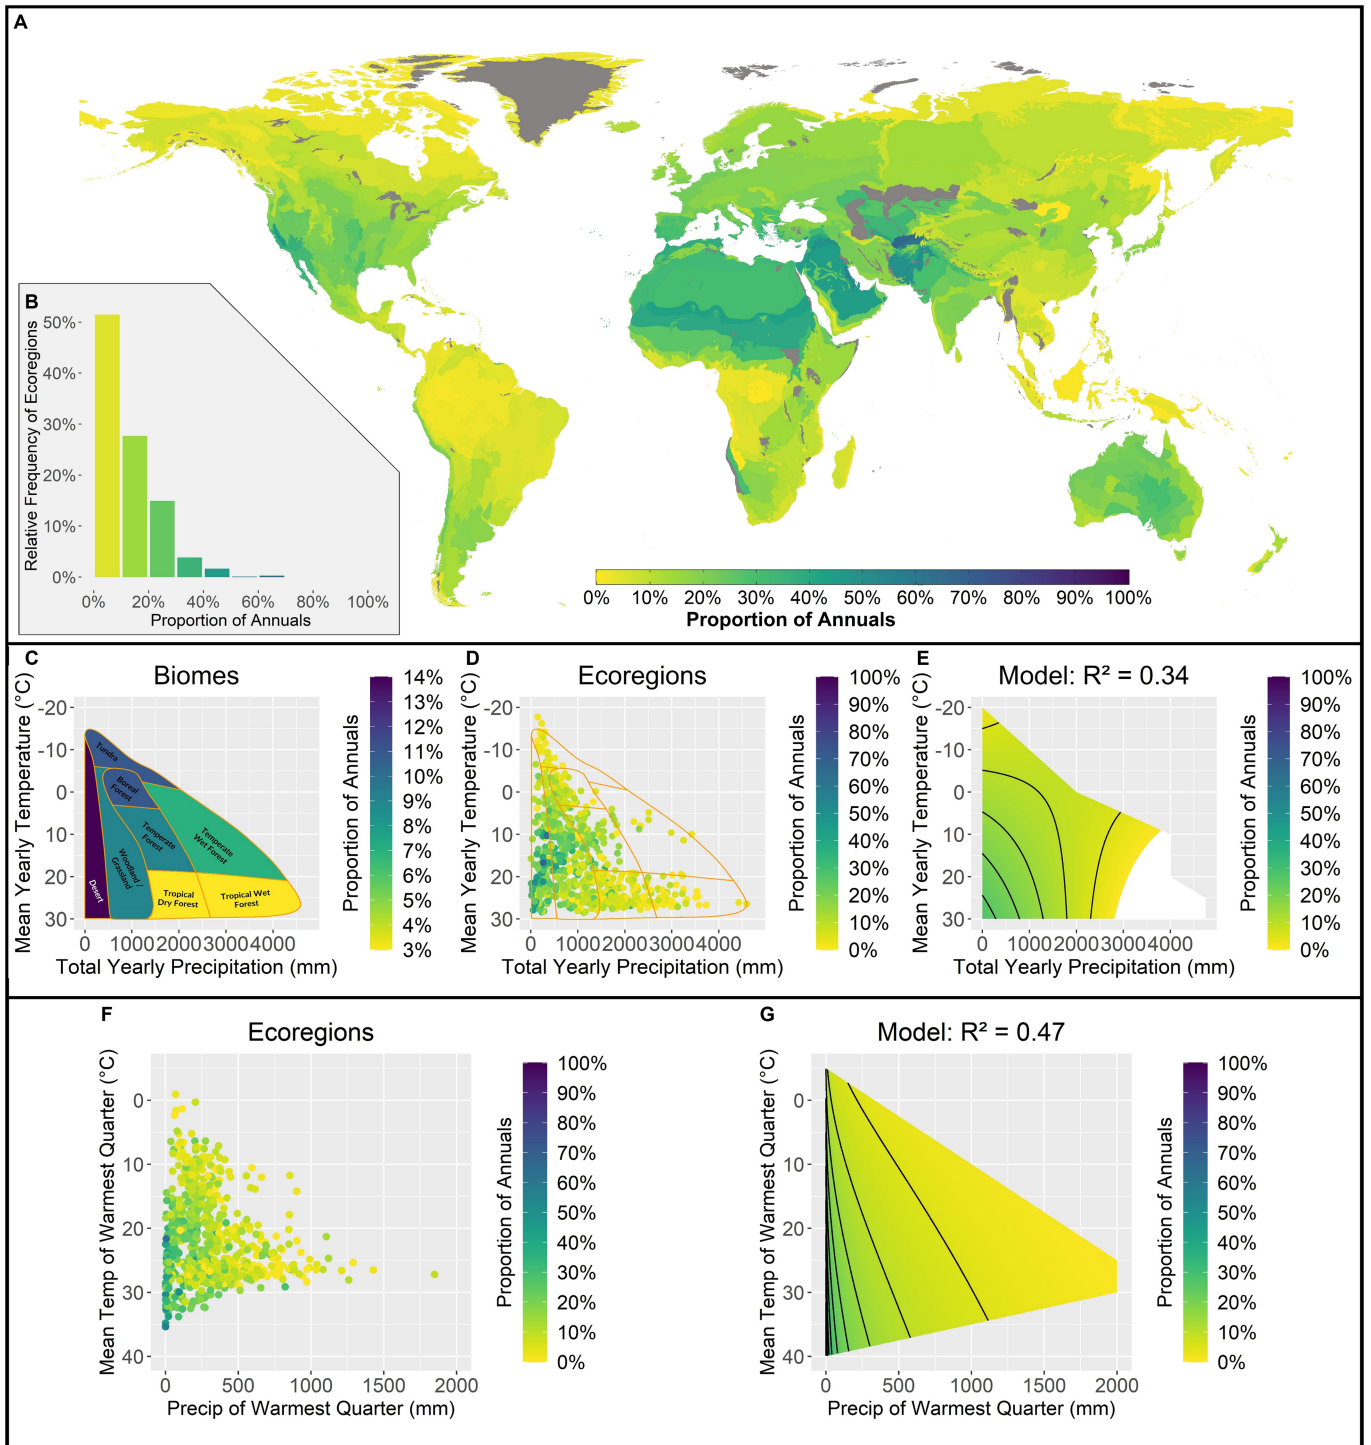 A
B
Relative Frequency of Ecoregions
50%
40%
30%
20%
10%
0%
0% 20% 40% 60% 80% 100%
Proportion of Annuals
0% 10% 20% 30% 40% 50% 60% 70% 80% 90% 100%
Proportion of Annuals
C
Biomes
Mean Yearly Temperature (°C)
-20
-10
0
10
20
30
Tundra
Boreal
Forest
Temperate
Forest
Temperate
Wet Forest
Woodland /
Grassland
Desert
Tropical
Dry Forest
Tropical Wet
Forest
0 1000 2000 3000 4000
Total Yearly Precipitation (mm)
Proportion of Annuals
14%
13%
12%
11%
10%
9%
8%
7%
6%
5%
4%
3%
D
Ecoregions
Mean Yearly Temperature (°C)
-20
-10
0
10
20
30
0 1000 2000 3000 4000
Total Yearly Precipitation (mm)
Proportion of Annuals
100%
90%
80%
70%
60%
50%
40%
30%
20%
10%
0%
E
Model: R² = 0.34
Mean Yearly Temperature (°C)
-20
-10
0
10
20
30
0 1000 2000 3000 4000
Total Yearly Precipitation (mm)
Proportion of Annuals
100%
90%
80%
70%
60%
50%
40%
30%
20%
10%
0%
F
Ecoregions
Mean Temp of Warmest Quarter (°C)
0
10
20
30
40
0 500 1000 1500 2000
Precip of Warmest Quarter (mm)
Proportion of Annuals
100%
90%
80%
70%
60%
50%
40%
30%
20%
10%
0%
G
Model: R² = 0.47
Mean Temp of Warmest Quarter (°C)
0
10
20
30
40
0 500 1000 1500 2000
Precip of Warmest Quarter (mm)
Proportion of Annuals
100%
90%
80%
70%
60%
50%
40%
30%
20%
10%
0%